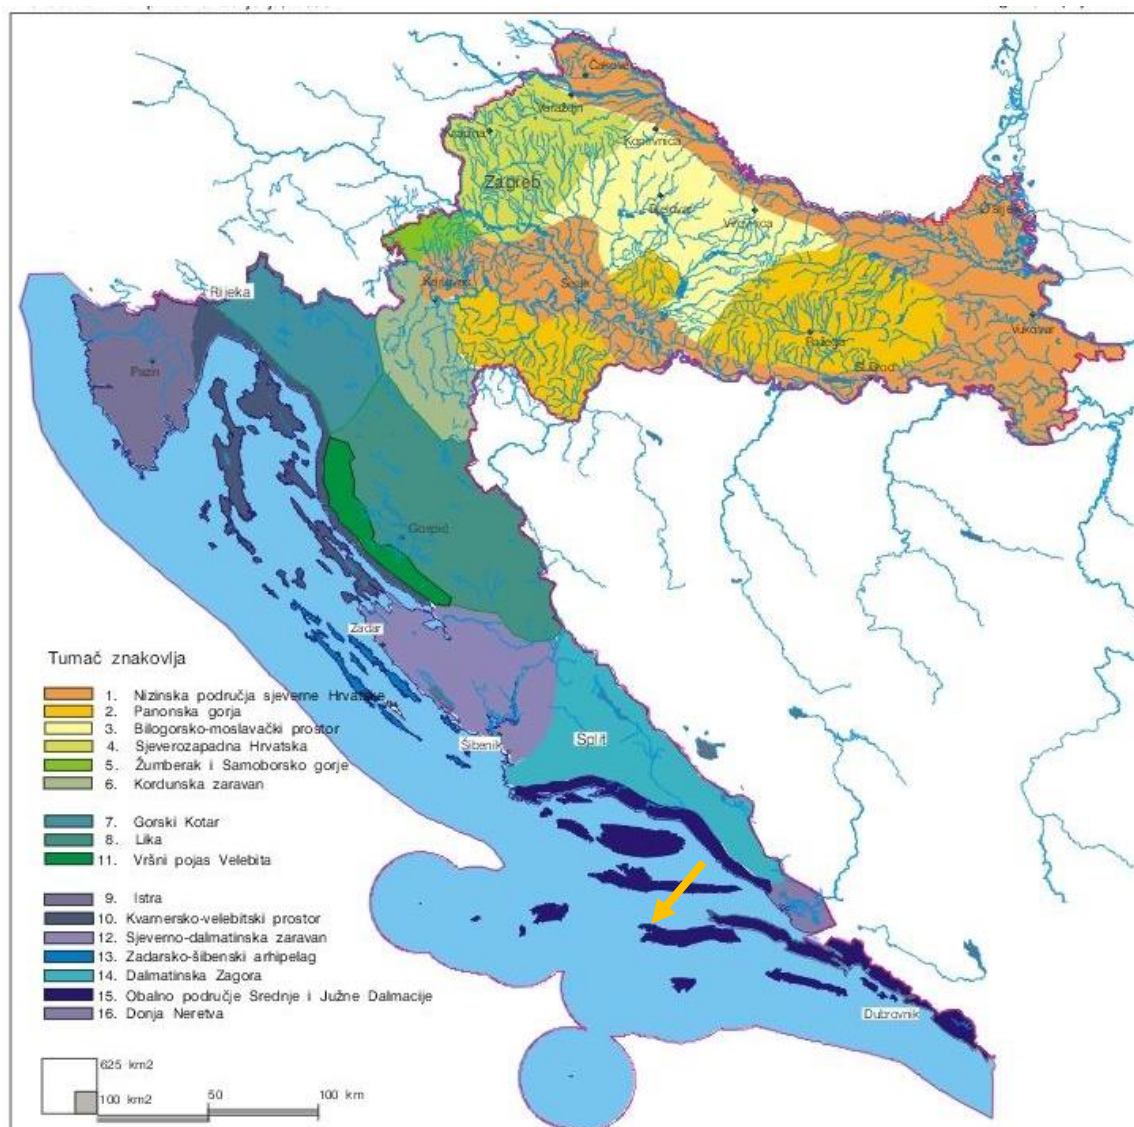 Čakovec
Varaždin
Krapina
Koprivnica
Zagreb
Bjelovar
Virovitica
Osijek
Karlovac
Sisak
Rijeka
Vukovar
Požega
Sl.Brod
Pazin
Gospić
Zadar
Šibenik
Split
Dubrovnik
Tumač znakovlja
1. Nizinska područja sjeverne Hrvatske
2. Panonska gorja
3. Bilogorsko-moslavački prostor
4. Sjeverozapadna Hrvatska
5. Žumberak i Samoborsko gorje
6. Kordunska zaravan
7. Gorski Kotar
8. Lika
11. Vršni pojas Velebita
9. Istra
10. Kvarnersko-velebitski prostor
12. Sjeverno-dalmatinska zaravan
13. Zadarsko-šibenski arhipelag
14. Dalmatinska Zagora
15. Obalno područje Srednje i Južne Dalmacije
16. Donja Neretva
625 km2
100 km2
50
100 km